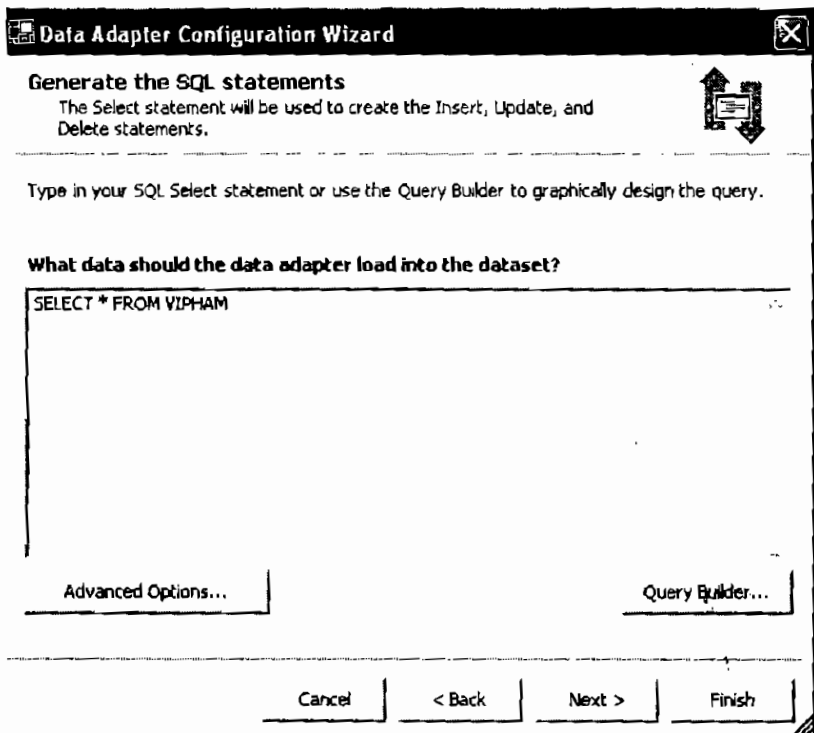 Data Adapter Configuration Wizard
Generate the SQL statements
The Select statement will be used to create the Insert, Update, and
Delete statements.
Type in your SQL Select statement or use the Query Builder to graphically design the query.
What data should the data adapter load into the dataset?
SELECT * FROM VIPHAM
Advanced Options...
Query Builder...
Cancel
< Back
Next >
Finish